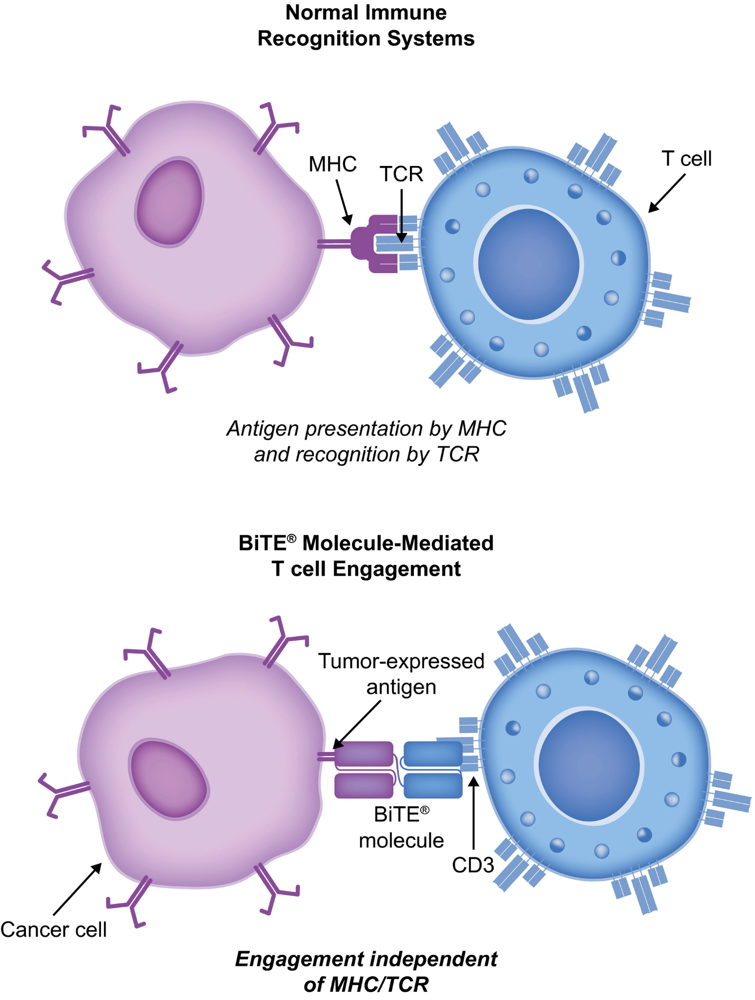 Normal Immune
Recognition Systems
MHC
TCR
T cell
Antigen presentation by MHC
and recognition by TCR
BiTE® Molecule-Mediated
T cell Engagement
Tumor-expressed
antigen
BiTE®
molecule
CD3
Cancer cell
Engagement independent
of MHC/TCR